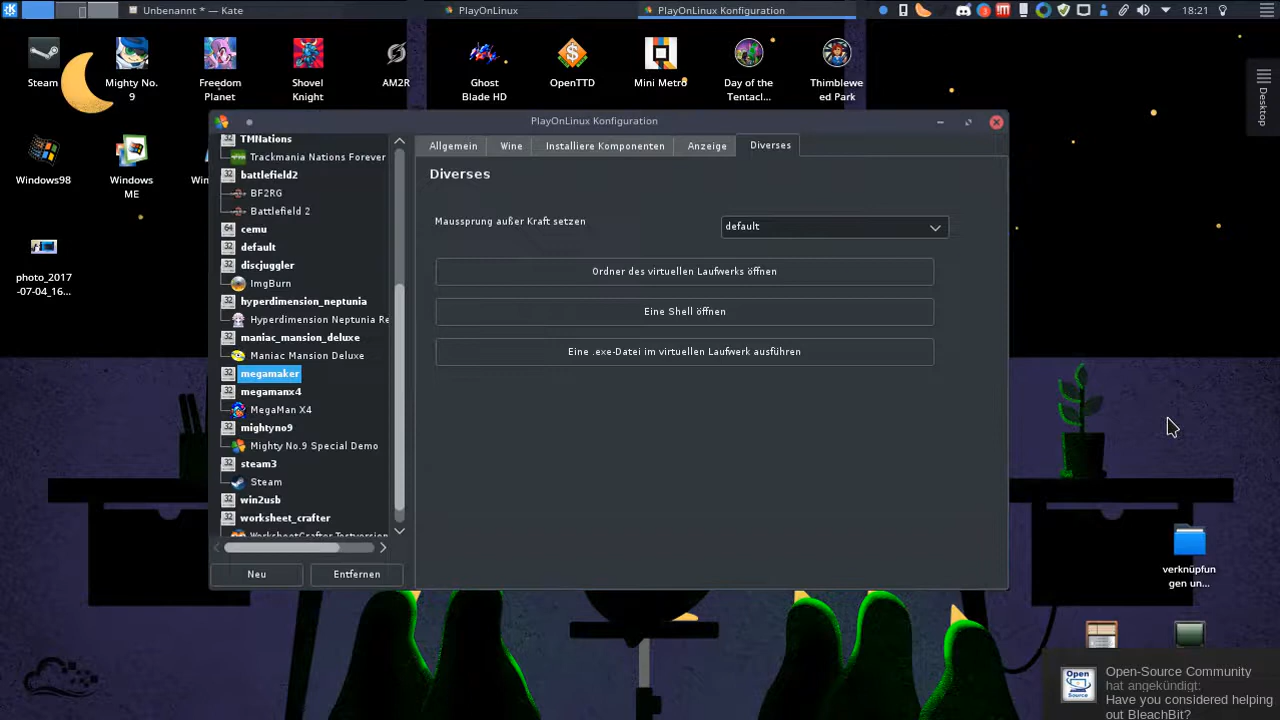 Unbenannt * — Kate
PlayOnLinux
PlayOnLinux Konfiguration
18:21
Steam
Mighty No.
9
Freedom
Planet
Shovel
Knight
AM2R
Ghost
Blade HD
OpenTTD
Mini Metro
Day of the
Tentacl...
Thimblewe
ed Park
Desktop
Windows98
Windows
ME
photo_2017
-07-04_16...
PlayOnLinux Konfiguration
TMNations
Trackmania Nations Forever
battlefield2
BF2RG
Battlefield 2
cemu
default
discjuggler
ImgBurn
hyperdimension_neptunia
Hyperdimension Neptunia Re
maniac_mansion_deluxe
Maniac Mansion Deluxe
megamaker
megamanx4
MegaMan X4
mightyno9
Mighty No.9 Special Demo
steam3
Steam
win2usb
worksheet_crafter
WorksheetCrafter Testversion
Neu
Entfernen
Allgemein
Wine
Installiere Komponenten
Anzeige
Diverses
Diverses
Maussprung außer Kraft setzen
default
Ordner des virtuellen Laufwerks öffnen
Eine Shell öffnen
Eine .exe-Datei im virtuellen Laufwerk ausführen
verknüpfun
gen un...
Open
Source
Open-Source Community
hat angekündigt:
Have you considered helping
out BleachBit?